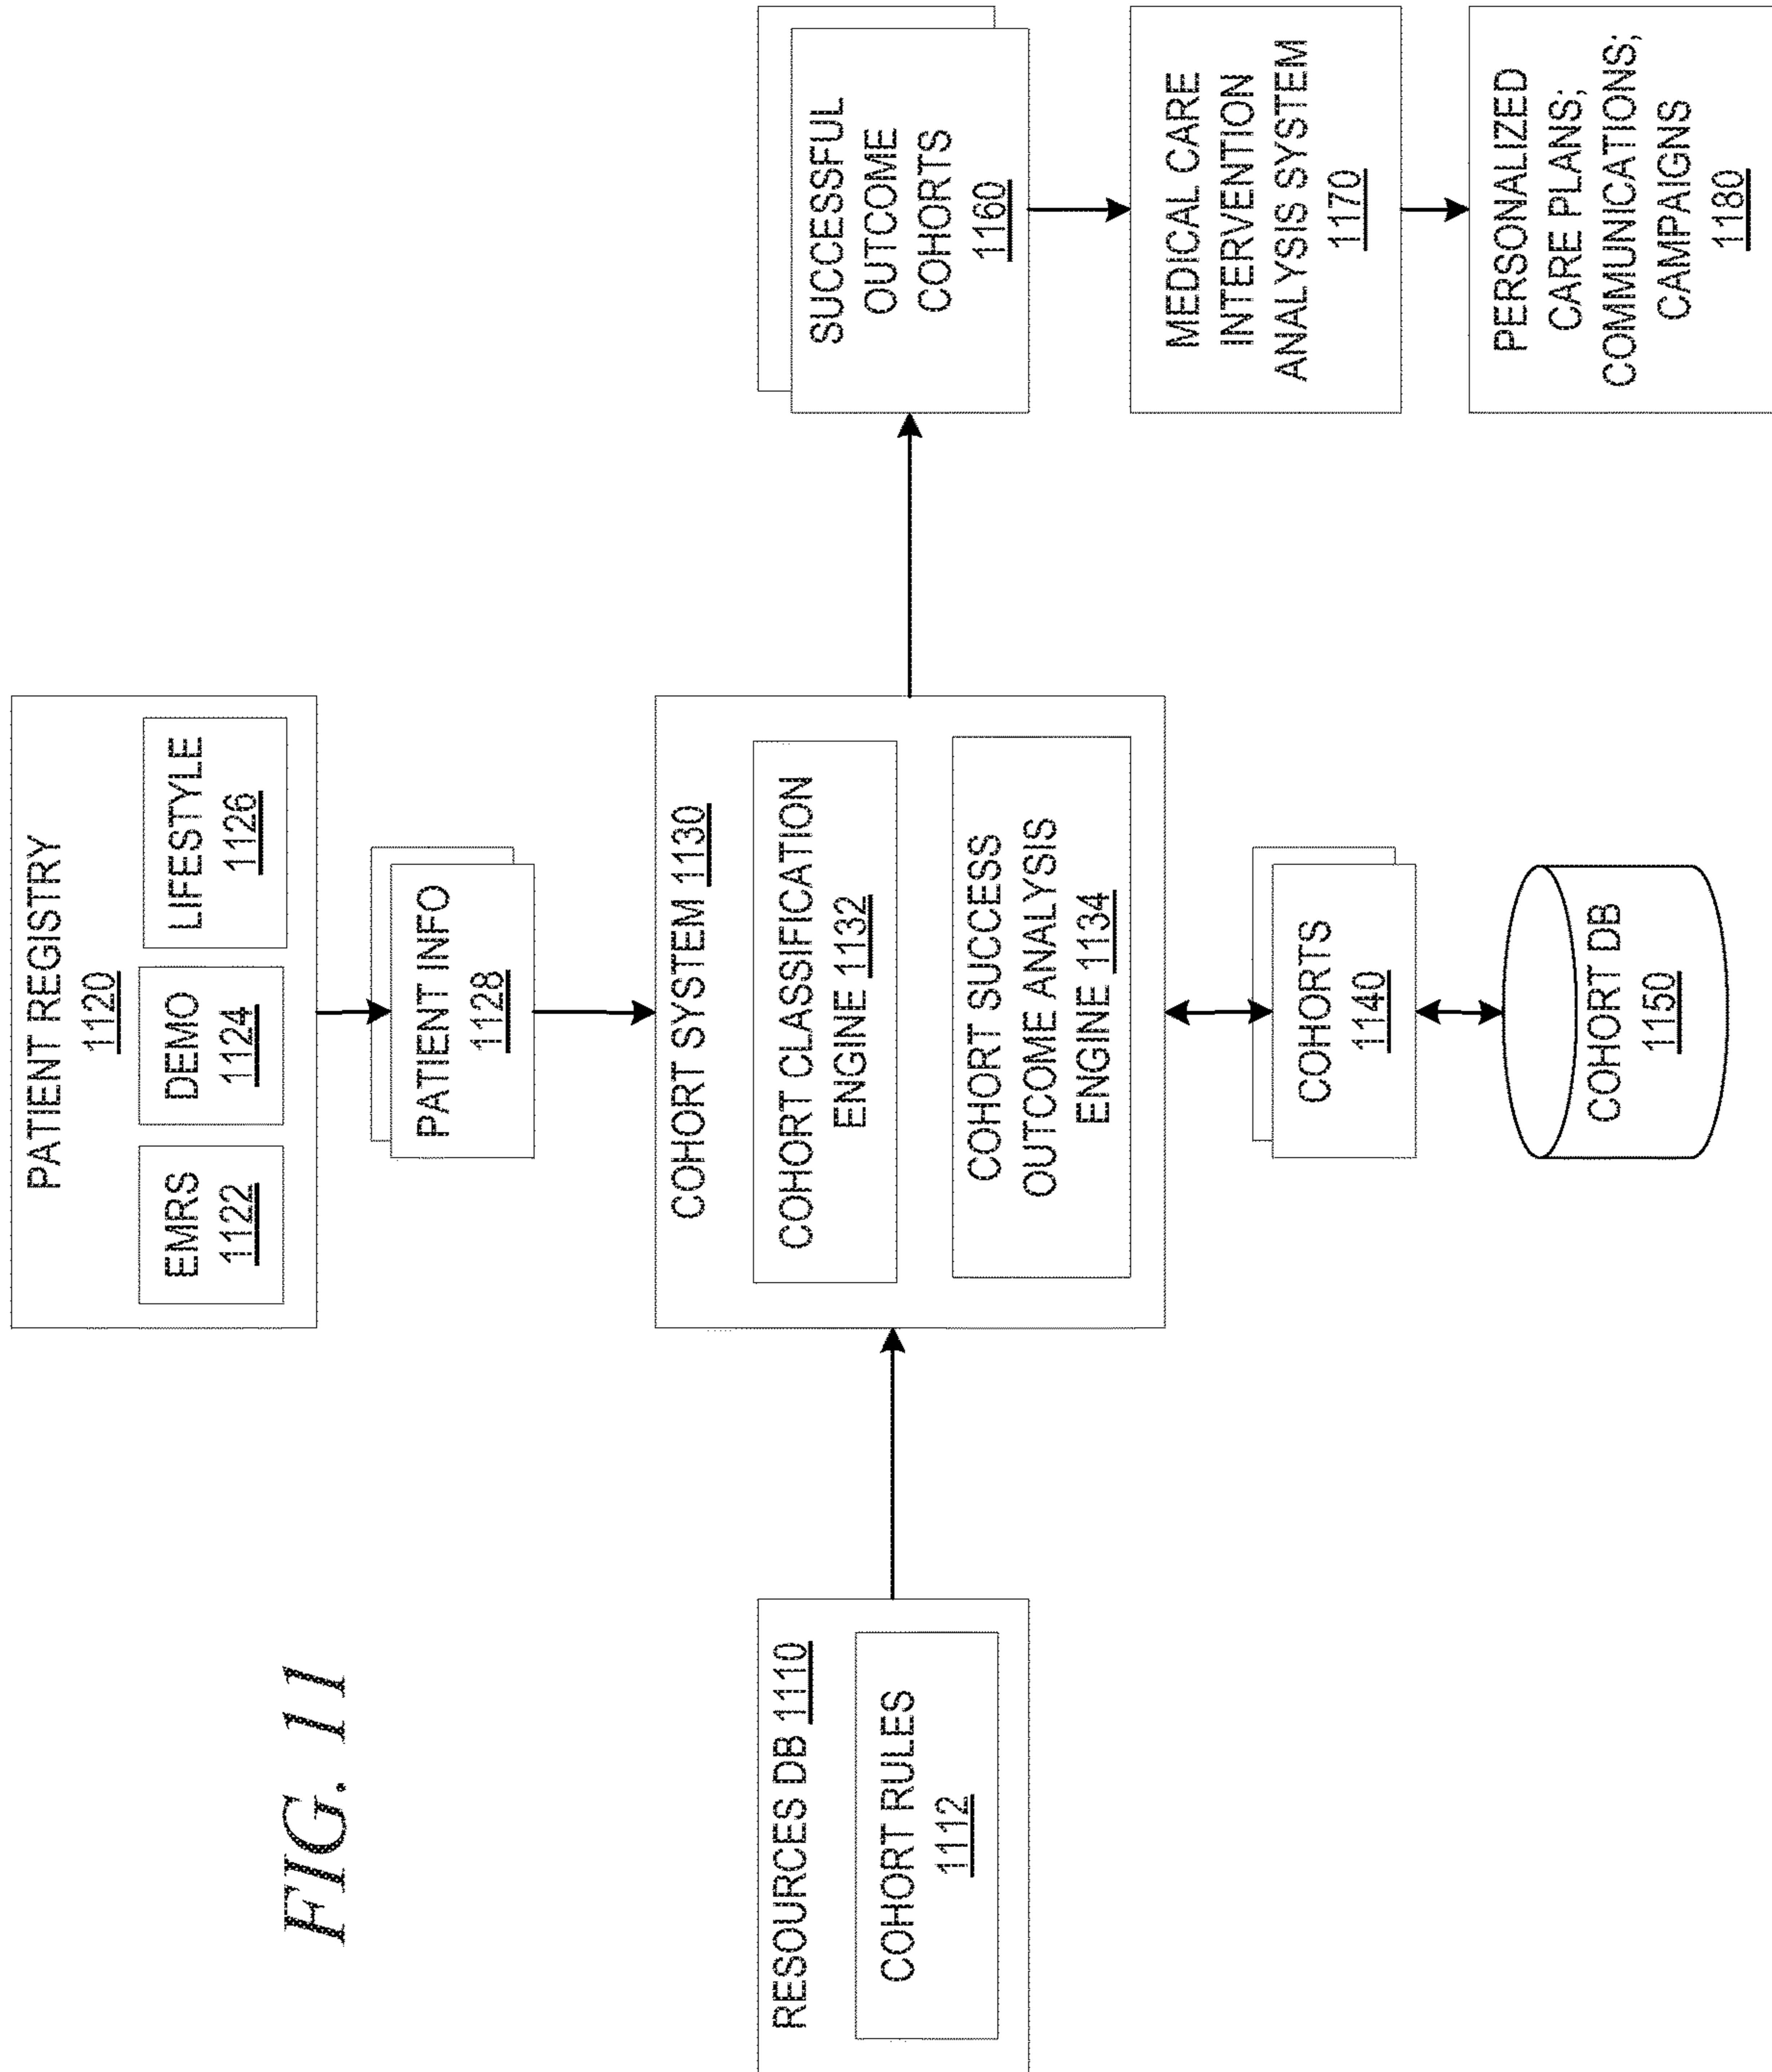 FIG. 11
PATIENT REGISTRY
1120
EMRS
1122
DEMO
1124
LIFESTYLE
1126
PATIENT INFO
1128
RESOURCES DB 1110
COHORT RULES
1112
COHORT SYSTEM 1130
COHORT CLASSIFICATION
ENGINE 1132
COHORT SUCCESS
OUTCOME ANALYSIS
ENGINE 1134
COHORTS
1140
COHORT DB
1150
SUCCESSFUL
OUTCOME
COHORTS
1160
MEDICAL CARE
INTERVENTION
ANALYSIS SYSTEM
1170
PERSONALIZED
CARE PLANS;
COMMUNICATIONS;
CAMPAIGNS
1180